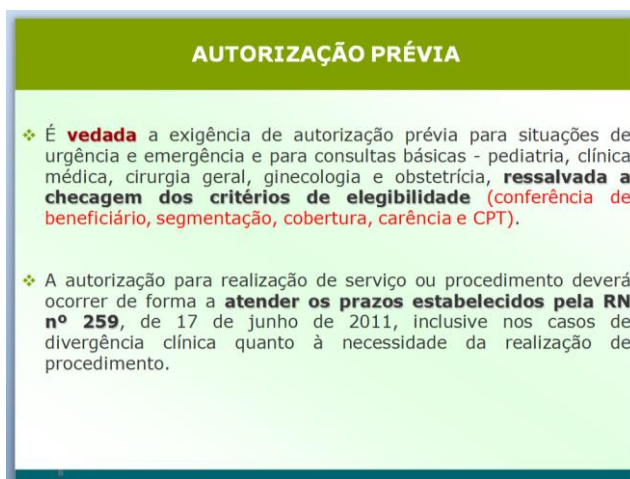 AUTORIZAÇÃO PRÉVIA
É vedada a exigência de autorização prévia para situações de
urgência e emergência e para consultas básicas - pediatria, clínica
médica, cirurgia geral, ginecologia e obstetrícia, ressalvada a
checagem dos critérios de elegibilidade (conferência de
beneficiário, segmentação, cobertura, carência e CPT).
A autorização para realização de serviço ou procedimento deverá
ocorrer de forma a atender os prazos estabelecidos pela RN
nº 259, de 17 de junho de 2011, inclusive nos casos de
divergência clínica quanto à necessidade da realização de
procedimento.